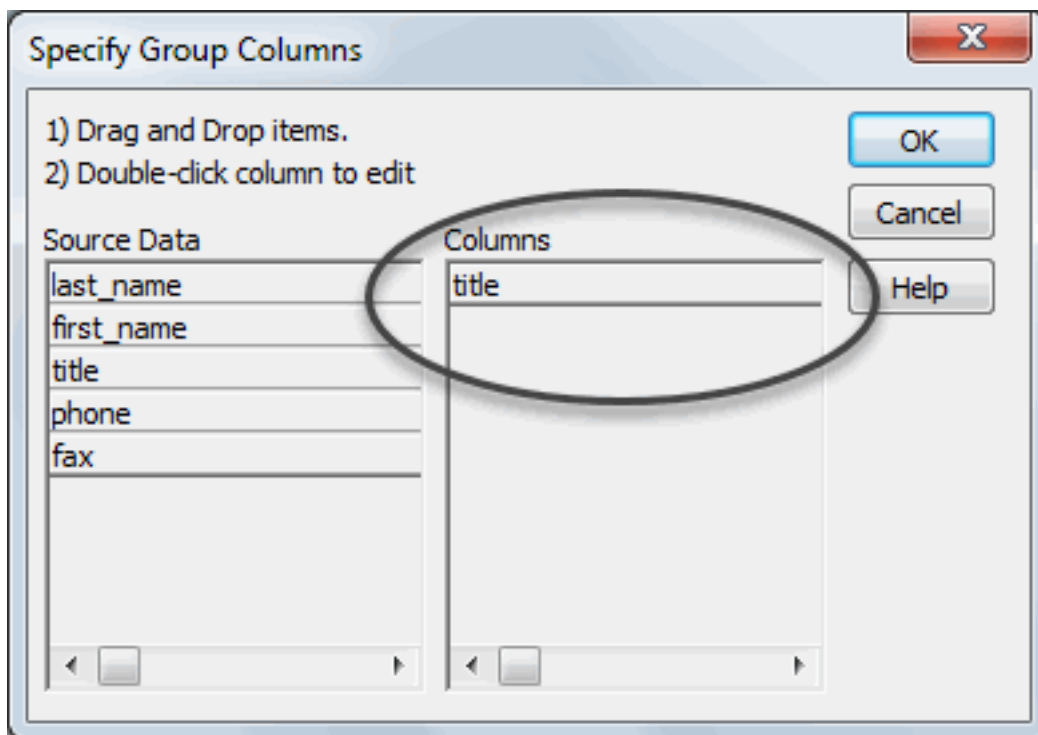 Specify Group Columns
1) Drag and Drop items.
2) Double-click column to edit
OK
Cancel
Help
Source Data
last_name
first_name
title
phone
fax
Columns
title